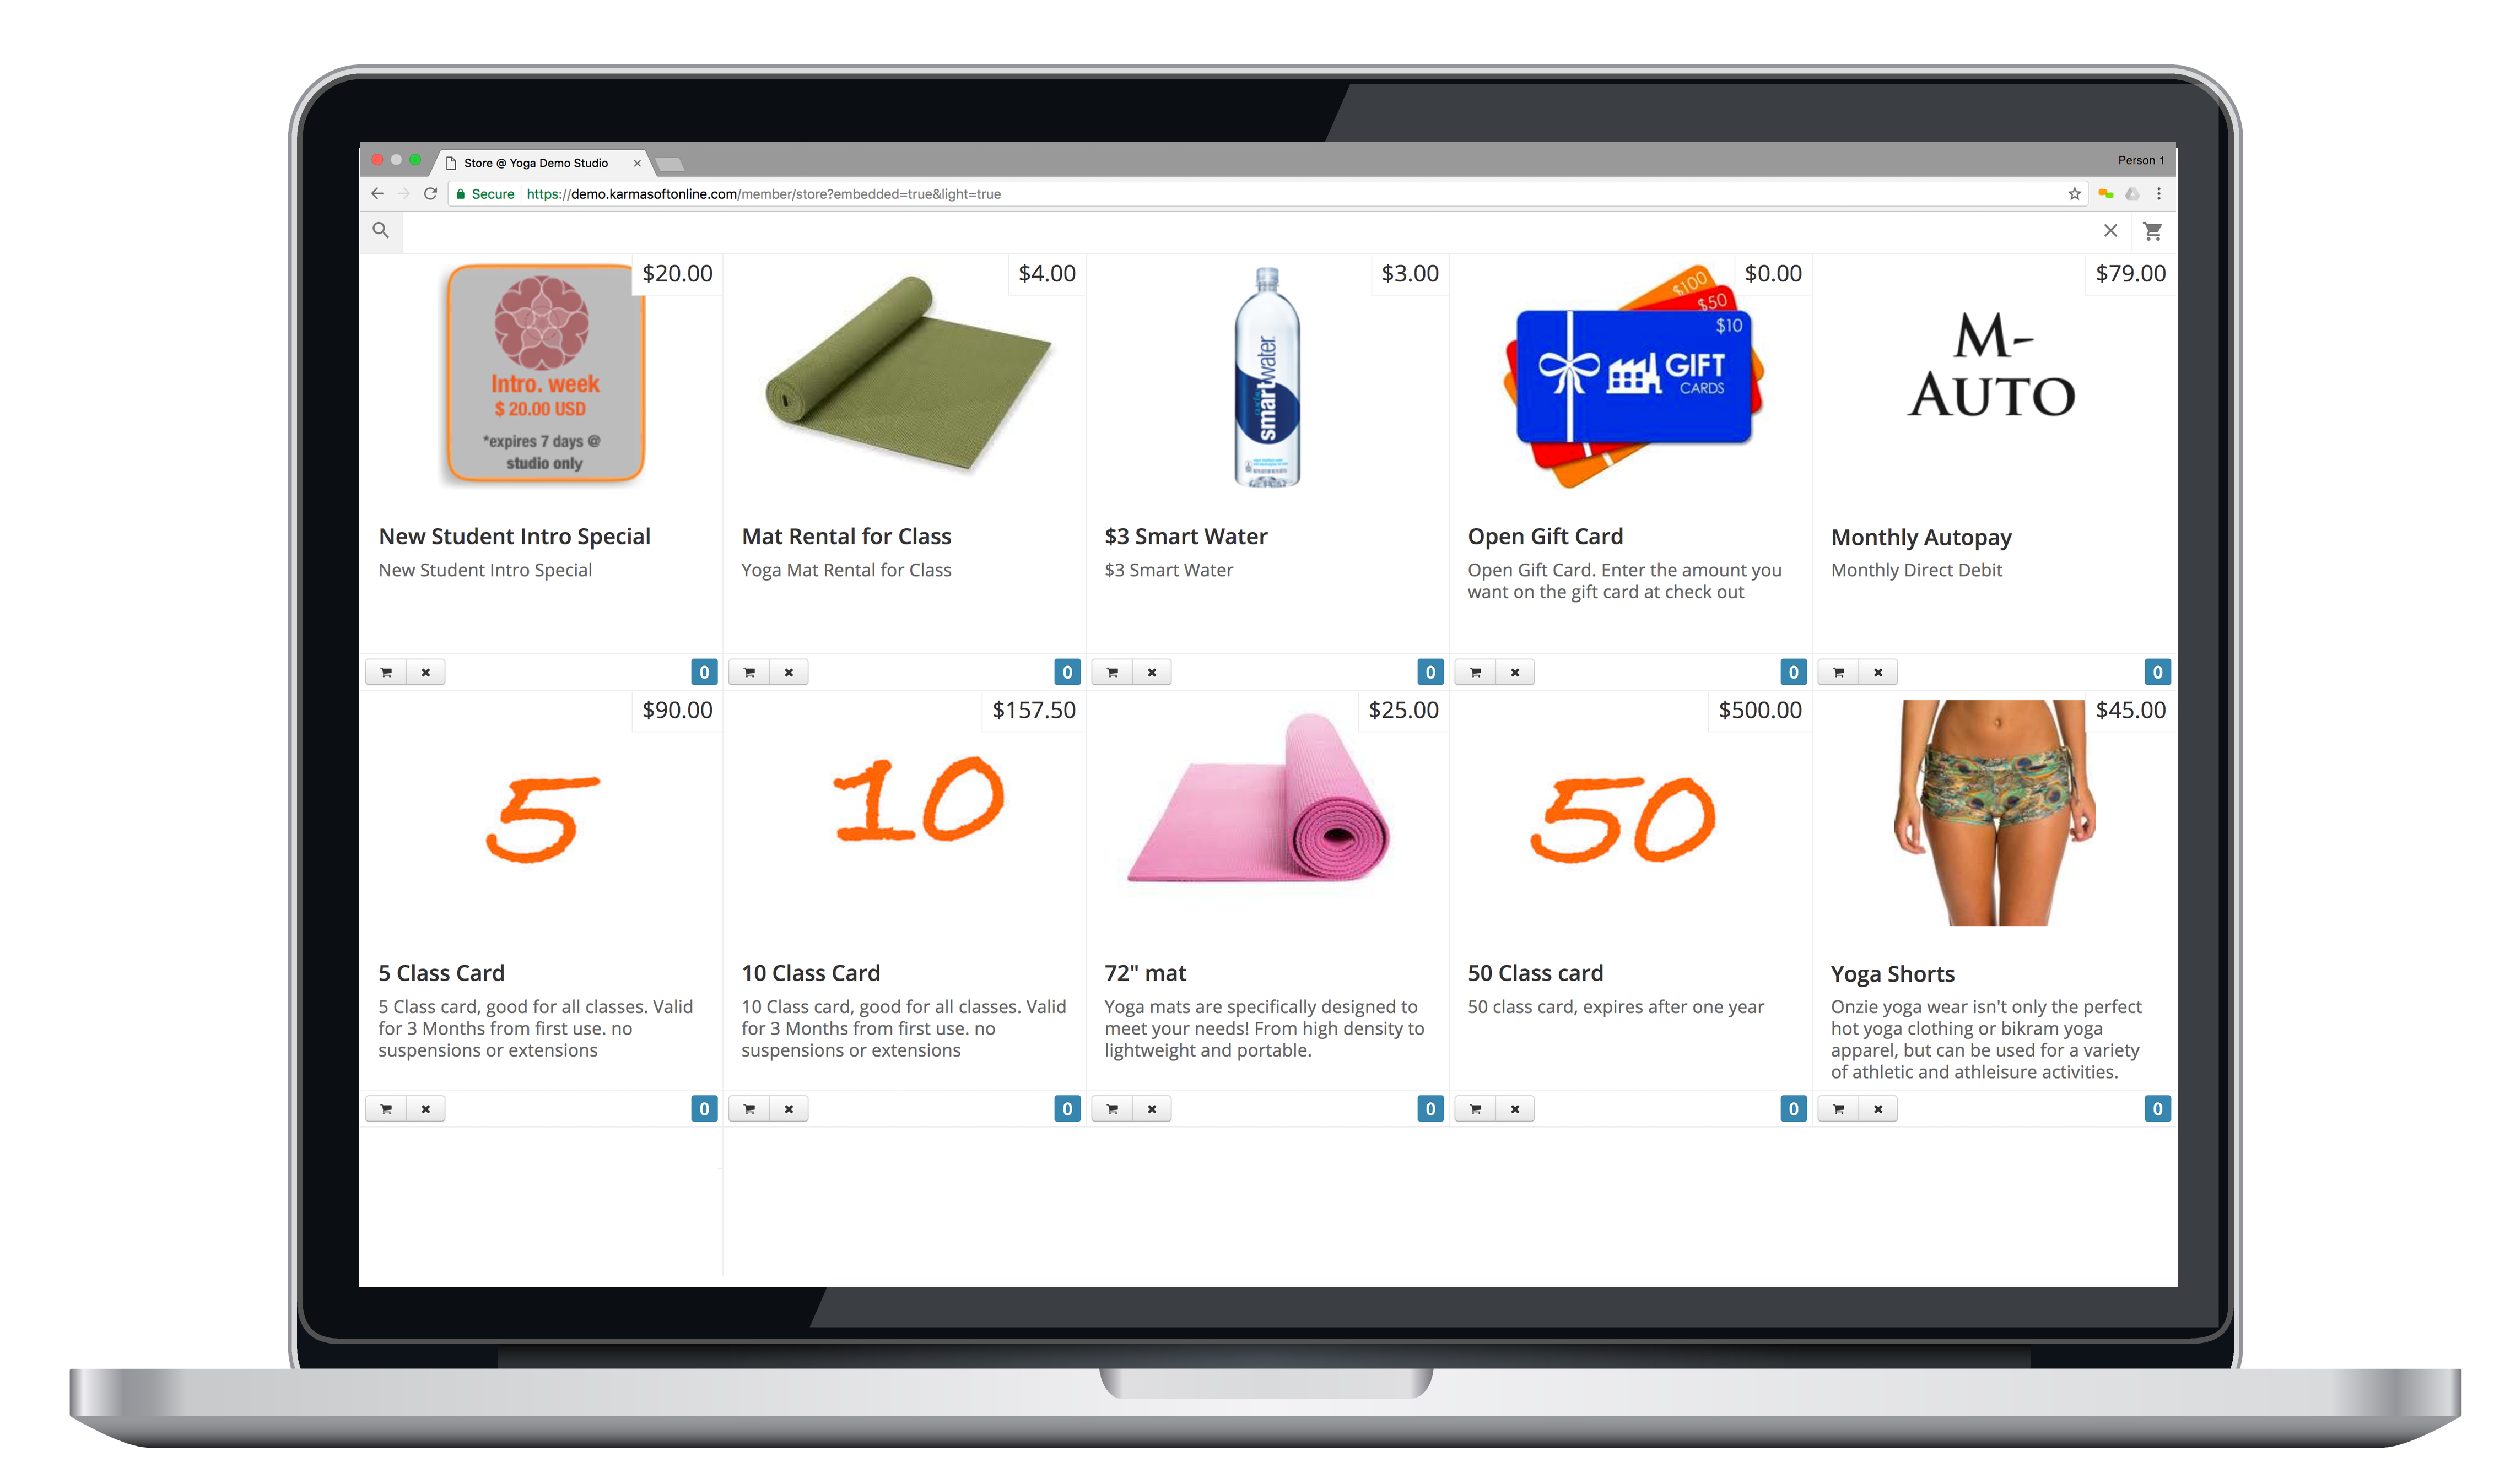 Store @ Yoga Demo Studio
Person 1
Secure https://demo.karmasoftonline.com/member/store?embedded=true&light=true
$20.00
Intro. week
$ 20.00 USD
*expires 7 days @
studio only
New Student Intro Special
New Student Intro Special
0
$4.00
Mat Rental for Class
Yoga Mat Rental for Class
0
$3.00
smartwater
$3 Smart Water
$3 Smart Water
0
$0.00
$100
$50
$10
GIFT
CARDS
Open Gift Card
Open Gift Card. Enter the amount you
want on the gift card at check out
0
$79.00
M-
AUTO
Monthly Autopay
Monthly Direct Debit
0
$90.00
5
5 Class Card
5 Class card, good for all classes. Valid
for 3 Months from first use. no
suspensions or extensions
0
$157.50
10
10 Class Card
10 Class card, good for all classes. Valid
for 3 Months from first use. no
suspensions or extensions
0
$25.00
72" mat
Yoga mats are specifically designed to
meet your needs! From high density to
lightweight and portable.
0
$500.00
50
50 Class card
50 class card, expires after one year
0
$45.00
Yoga Shorts
Onzie yoga wear isn't only the perfect
hot yoga clothing or bikram yoga
apparel, but can be used for a variety
of athletic and athleisure activities.
0